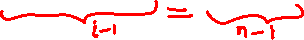 i-1 = n-1